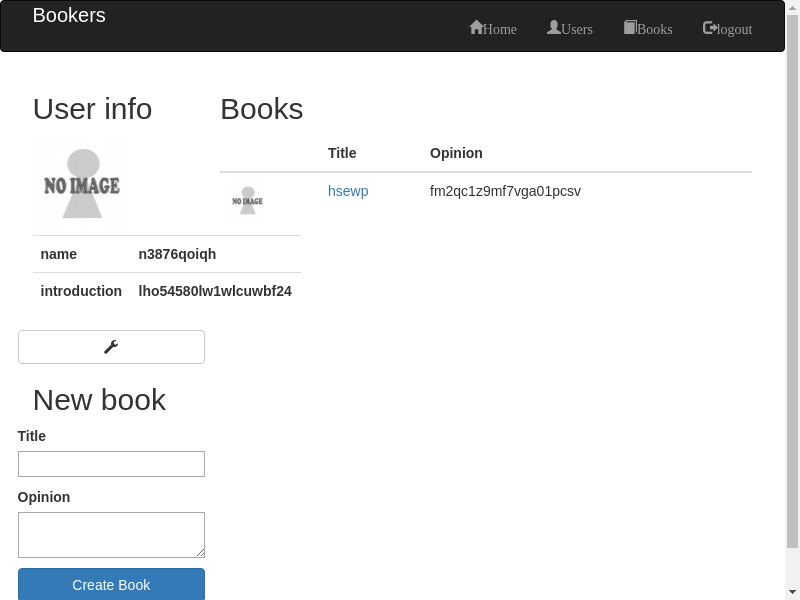 Bookers
Home Users Books logout
User info
NO IMAGE
name n3876qoiqh
introduction lho54580lw1wlcuwbf24
New book
Title
Opinion
Create Book
Books
Title Opinion
NO IMAGE hsewp fm2qc1z9mf7vga01pcsv